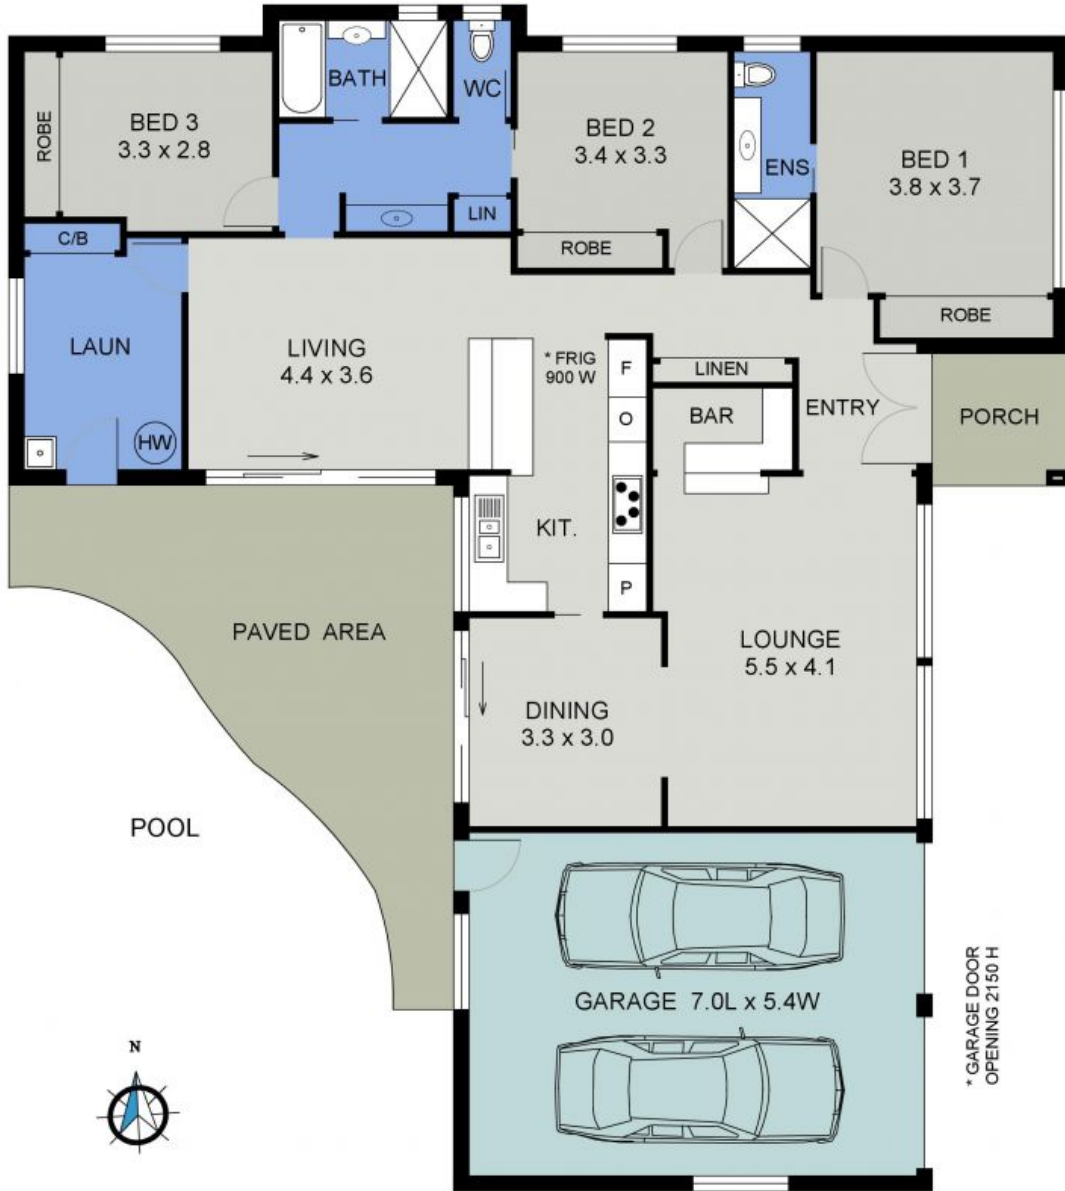 BATH
WC
ROBE
BED 3
3.3 x 2.8
BED 2
3.4 x 3.3
ENS
BED 1
3.8 x 3.7
LIN
C/B
ROBE
ROBE
LAUN
LIVING
4.4 x 3.6
* FRIG
900 W
F
LINEN
O
BAR
ENTRY
PORCH
HW
KIT.
P
PAVED AREA
LOUNGE
5.5 x 4.1
DINING
3.3 x 3.0
POOL
GARAGE 7.0L x 5.4W
* GARAGE DOOR
OPENING 2150 H
N